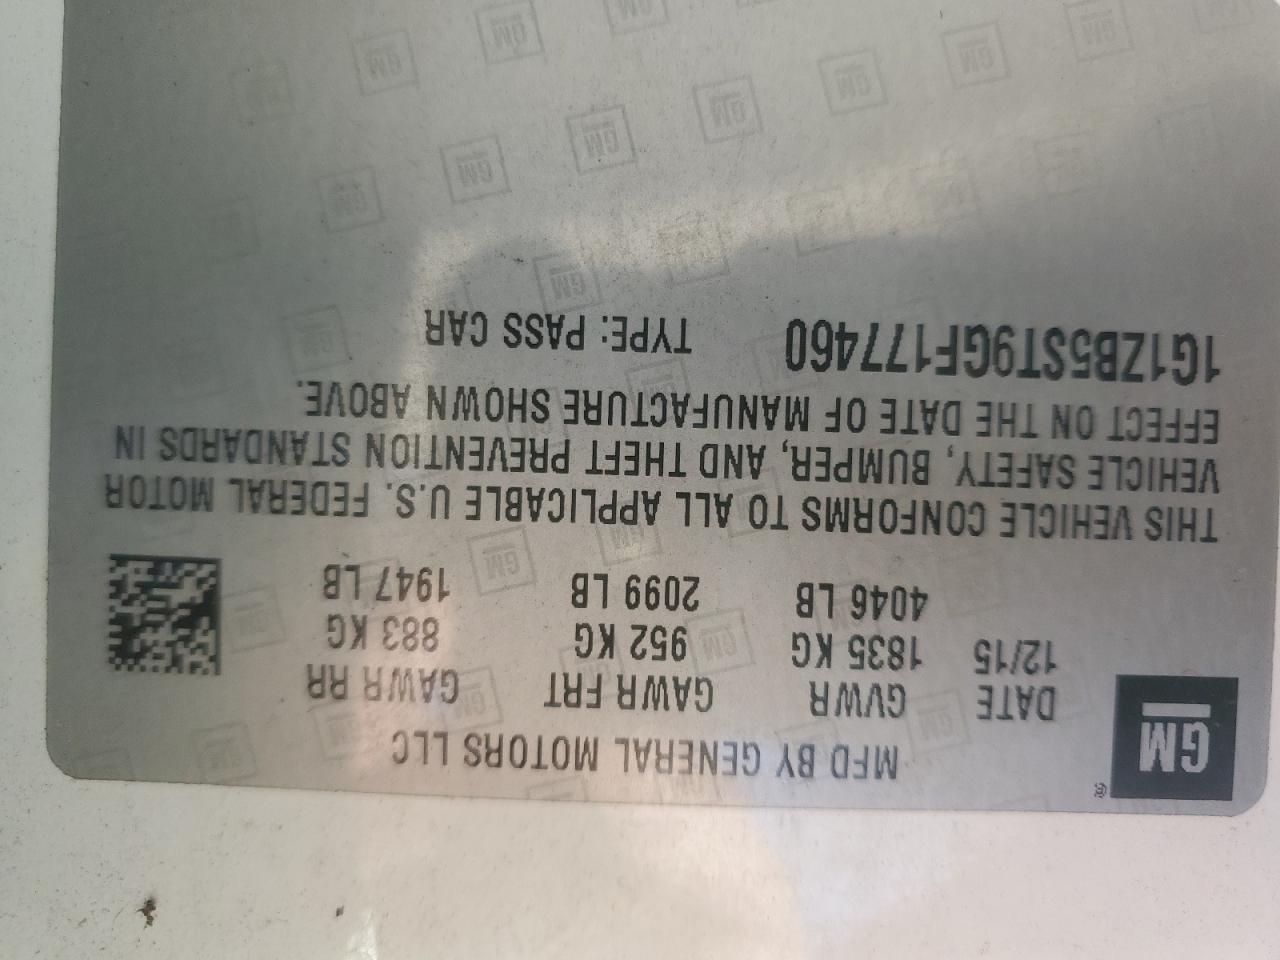 GM
®
MFD BY GENERAL MOTORS LLC
DATE GVWR GAWR FRT GAWR RR
12/15 1835 KG 952 KG 883 KG
4046 LB 2099 LB 1947 LB
THIS VEHICLE CONFORMS TO ALL APPLICABLE U.S. FEDERAL MOTOR
VEHICLE SAFETY, BUMPER, AND THEFT PREVENTION STANDARDS IN
EFFECT ON THE DATE OF MANUFACTURE SHOWN ABOVE.
1G1ZB5ST9GF177460 TYPE: PASS CAR